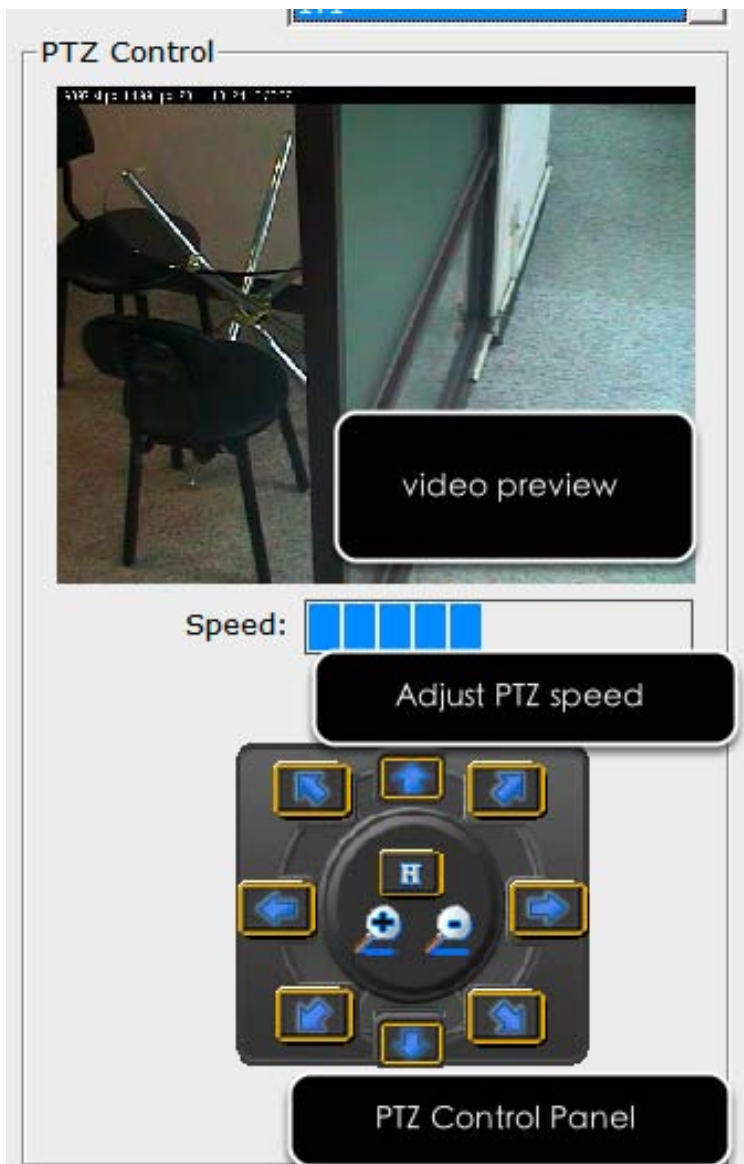 PTZ Control
video preview
Speed:
Adjust PTZ speed
H
PTZ Control Panel